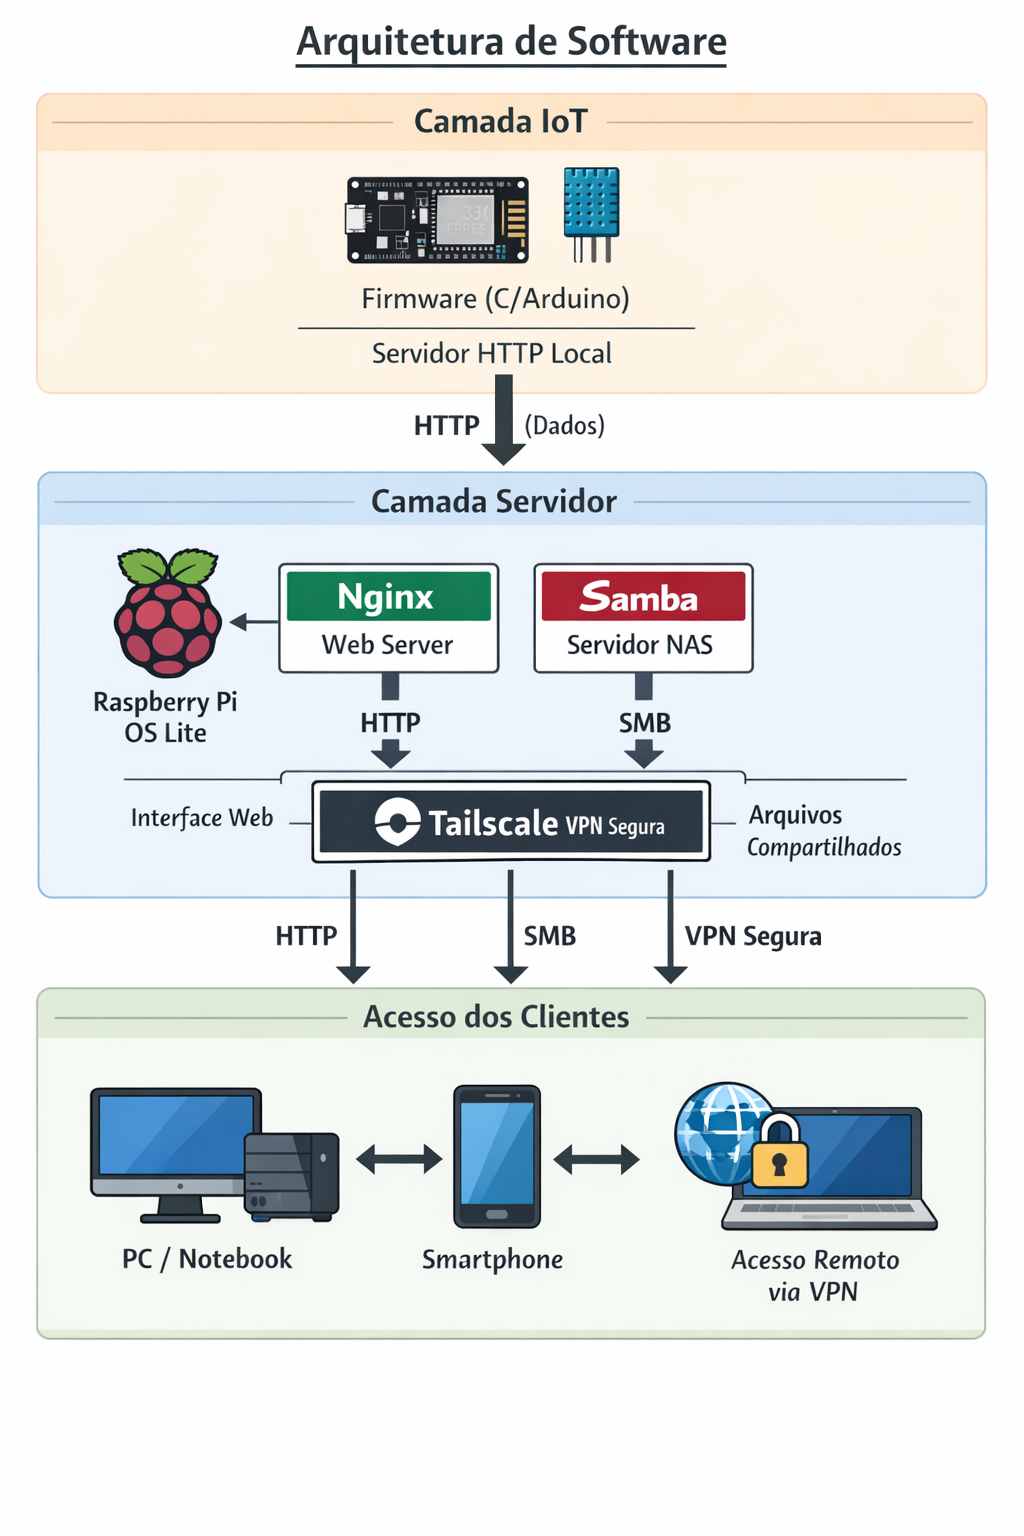 Arquitetura de Software
Camada IoT
Firmware (C/Arduino)
Servidor HTTP Local
HTTP (Dados)
Camada Servidor
Nginx
Web Server
Samba
Servidor NAS
Raspberry Pi
OS Lite
HTTP
SMB
Interface Web
Tailscale VPN Segura
Arquivos
Compartilhados
HTTP
SMB
VPN Segura
Acesso dos Clientes
PC / Notebook
Smartphone
Acesso Remoto
via VPN